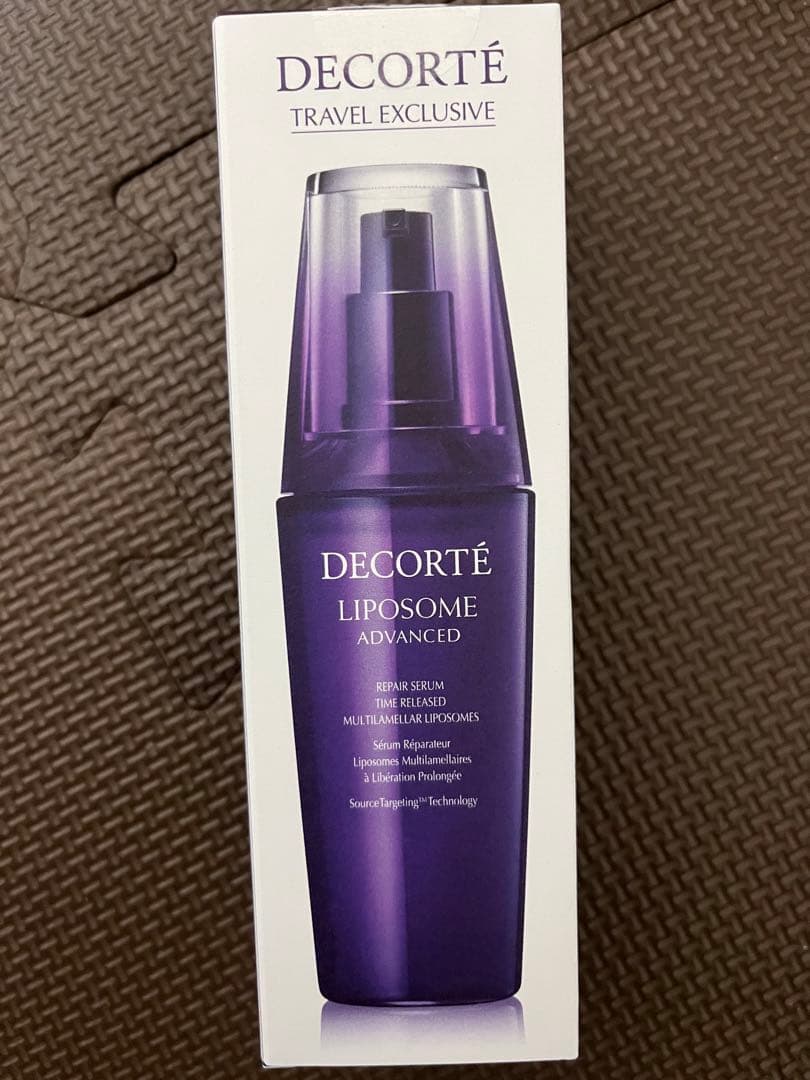 DECORTÉ
TRAVEL EXCLUSIVE
DECORTÉ
LIPOSOME
ADVANCED
REPAIR SERUM
TIME RELEASED
MULTILAMELLAR LIPOSOMES
Sérum Réparateur
Liposomes Multilamellaires
à Libération Prolongée
SourceTargeting™ Technology